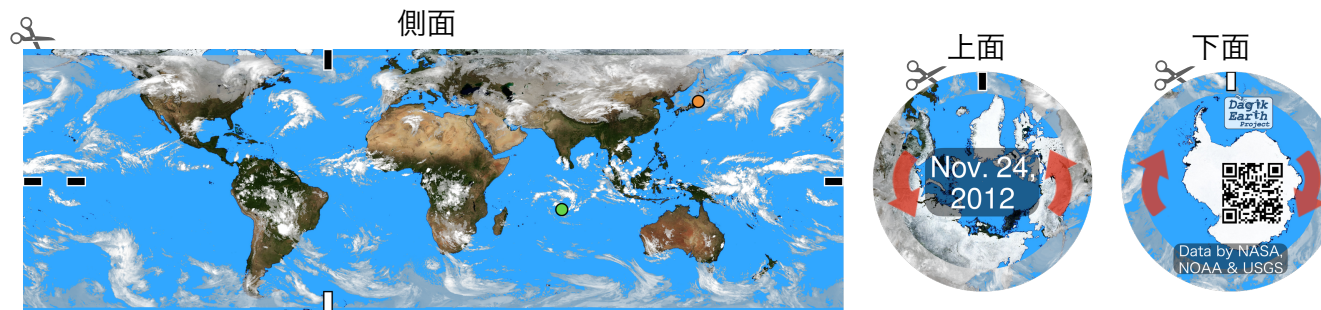 側面
上面
下面
Nov. 24,
2012
Dagik
Earth
Project
Data by NASA,
NOAA & USGS